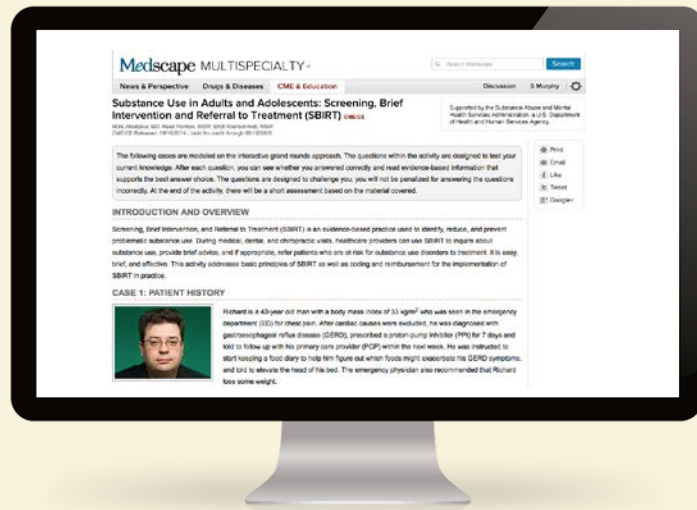 Medscape MULTISPECIALTY
Search Medscape
Search
News & Perspective Drugs & Diseases CME & Education Discussion S Murphy
Substance Use in Adults and Adolescents: Screening, Brief
Intervention and Referral to Treatment (SBIRT) CME/CE
CME/CE Released:
Supported by the Substance Abuse and Mental
Health Services Administration, a U.S. Department
of Health and Human Services
Agency.
The following cases are modeled on the interactive grand rounds approach. The questions within the activity are designed to test your
current knowledge. After each question, you can see whether you answered correctly and read evidence-based information that
supports the best answer choice. The questions are designed to challenge you; you will not be penalized for answering the questions
incorrectly. At the end of the activity, there will be a short assessment based on the material covered.
Print
Email
Like
Tweet
Google+
INTRODUCTION AND OVERVIEW
Screening, Brief Intervention, and Referral to Treatment (SBIRT) is an evidence-based practice used to identify, reduce, and prevent
problematic substance use. During medical, dental, and chiropractic visits, healthcare providers can use SBIRT to inquire about
substance use, provide brief advice, and if appropriate, refer patients who are at risk for substance use disorders to treatment. It is easy,
brief, and effective. This activity addresses basic principles of SBIRT as well as coding and reimbursement for the implementation of
SBIRT in practice.
CASE 1: PATIENT HISTORY
Richard is a 43-year old man with a body mass index of 33 kg/m² who was seen in the emergency
department (ED) for chest pain. After cardiac causes were excluded, he was diagnosed with
gastroesophageal reflux disease (GERD), prescribed a proton-pump inhibitor (PPI) for 7 days and
told to follow up with his primary care provider (PCP) within the next week. He was instructed to
start keeping a food diary to help him figure out which foods might exacerbate his GERD symptoms,
and told to elevate the head of his bed. The emergency physician also recommended that Richard
lose some weight.